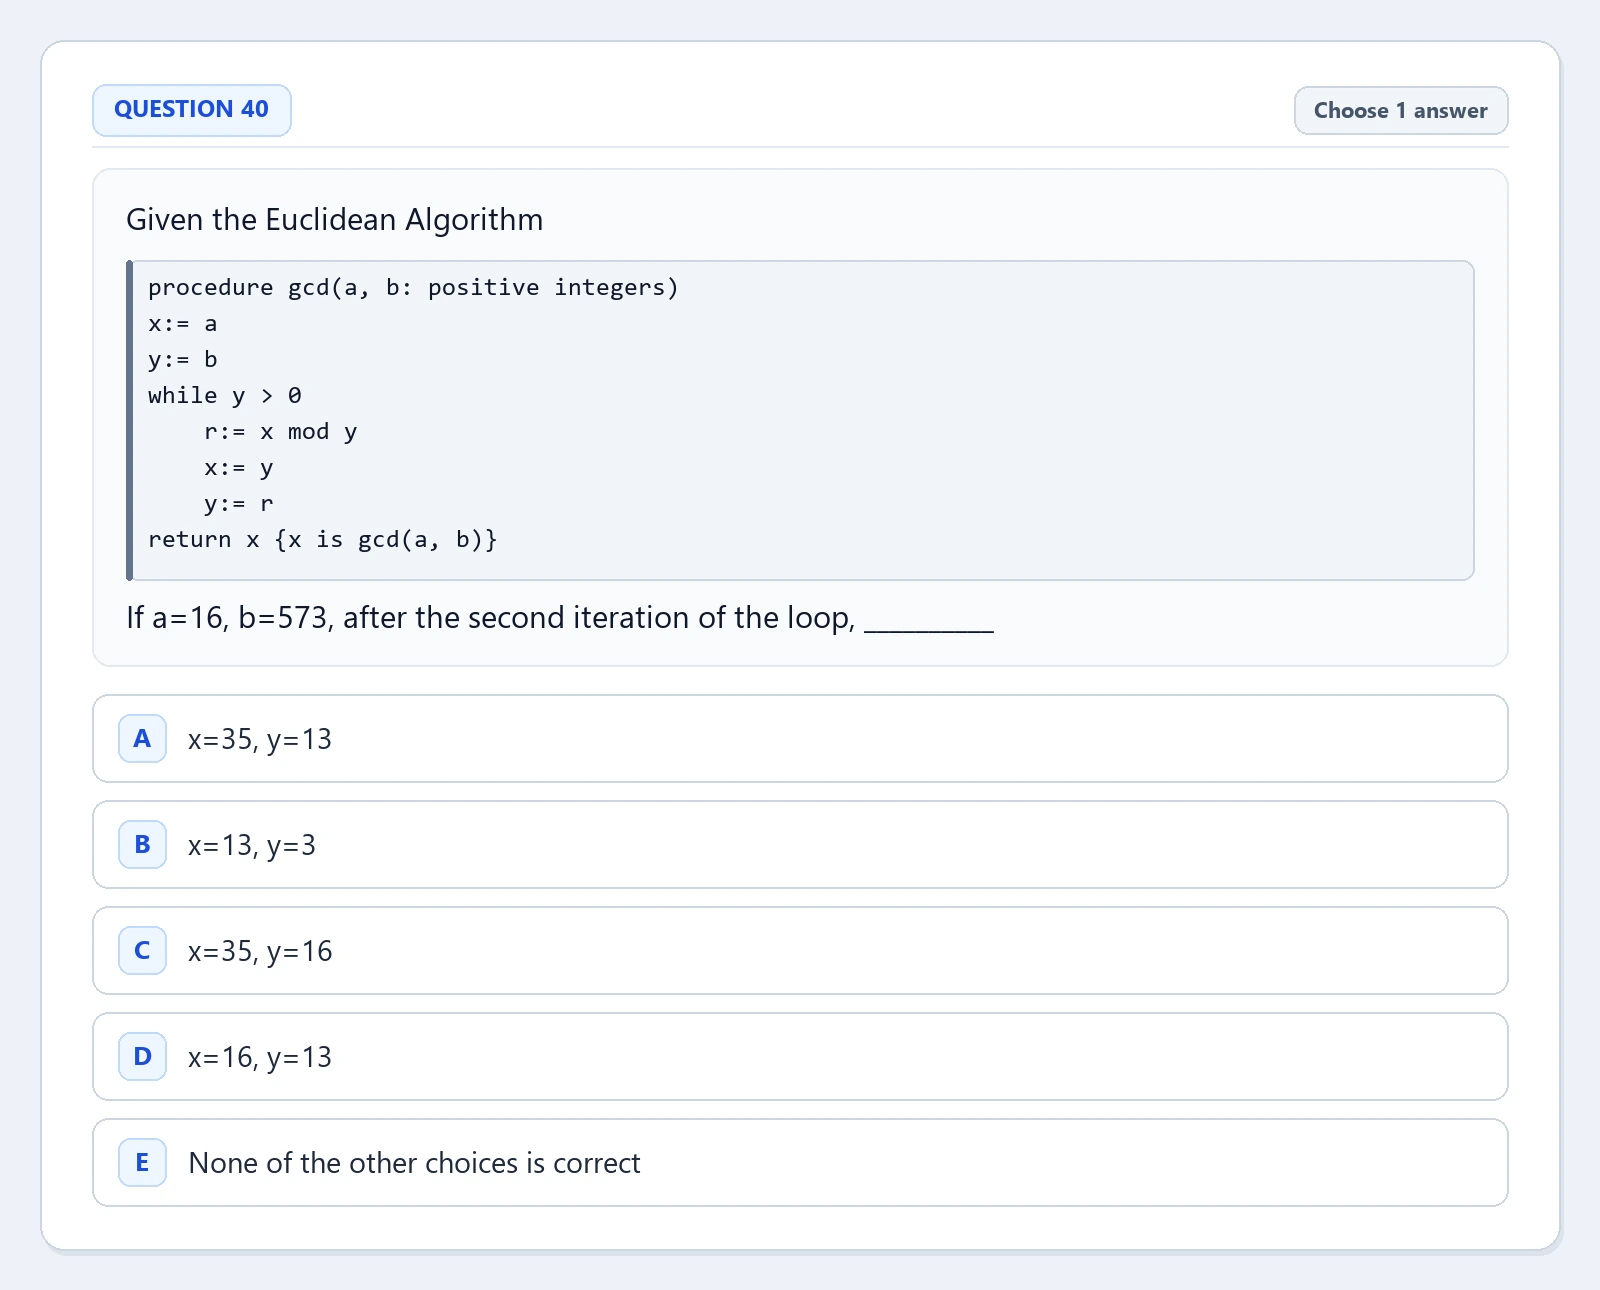 QUESTION 40
Choose 1 answer
Given the Euclidean Algorithm
procedure gcd(a, b: positive integers)
x:= a
y:= b
while y > 0
    r:= x mod y
    x:= y
    y:= r
return x {x is gcd(a, b)}
If a=16, b=573, after the second iteration of the loop, __________
A x=35, y=13
B x=13, y=3
C x=35, y=16
D x=16, y=13
E None of the other choices is correct